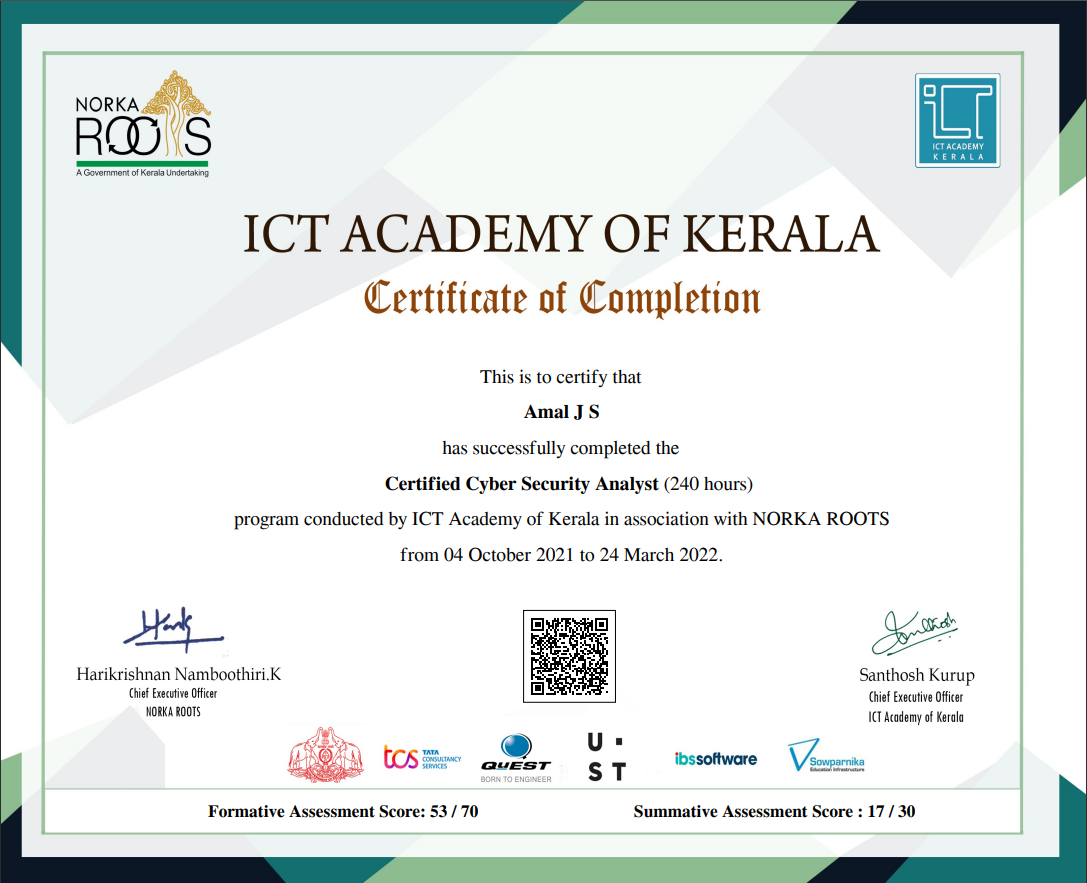 NORKA
ROOTS
A Government of Kerala Undertaking
iCT
ICT ACADEMY
KERALA
ICT ACADEMY OF KERALA
Certificate of Completion
This is to certify that
Amal J S
has successfully completed the
Certified Cyber Security Analyst (240 hours)
program conducted by ICT Academy of Kerala in association with NORKA ROOTS
from 04 October 2021 to 24 March 2022.
Harikrishnan Namboothiri.K
Chief Executive Officer
NORKA ROOTS
Santhosh Kurup
Chief Executive Officer
ICT Academy of Kerala
tcs TATA CONSULTANCY SERVICES
QUEST
BORN TO ENGINEER
U·ST
ibssoftware
Sowparnika
Education Infrastructure
Formative Assessment Score: 53 / 70
Summative Assessment Score : 17 / 30